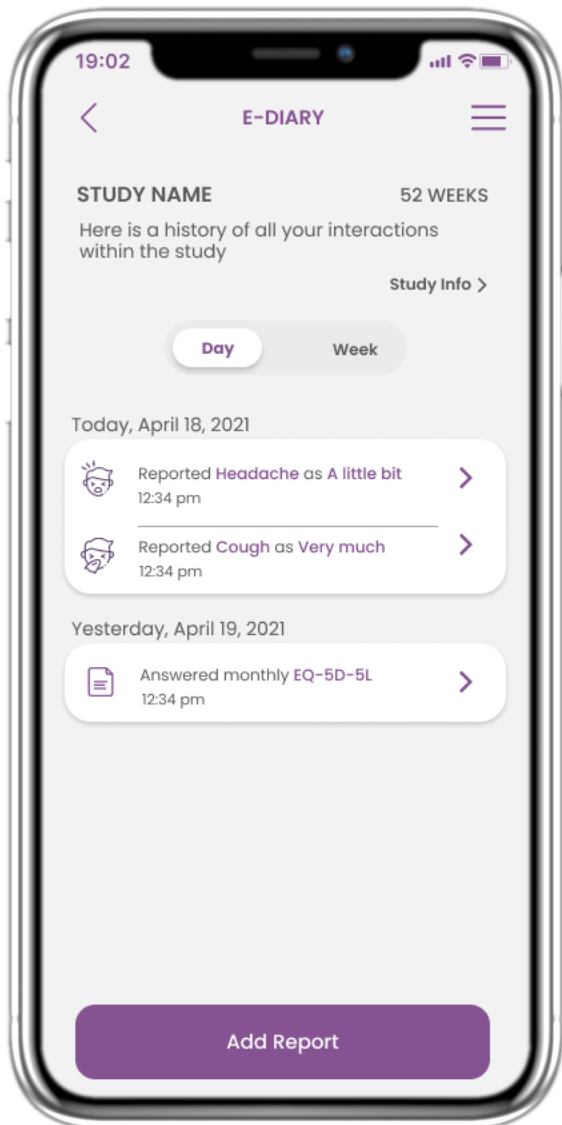 19:02
E-DIARY
STUDY NAME
52 WEEKS
Here is a history of all your interactions
within the study
Study Info >
Day
Week
Today, April 18, 2021
Reported Headache as A little bit
12:34 pm
Reported Cough as Very much
12:34 pm
Yesterday, April 19, 2021
Answered monthly EQ-5D-5L
12:34 pm
Add Report